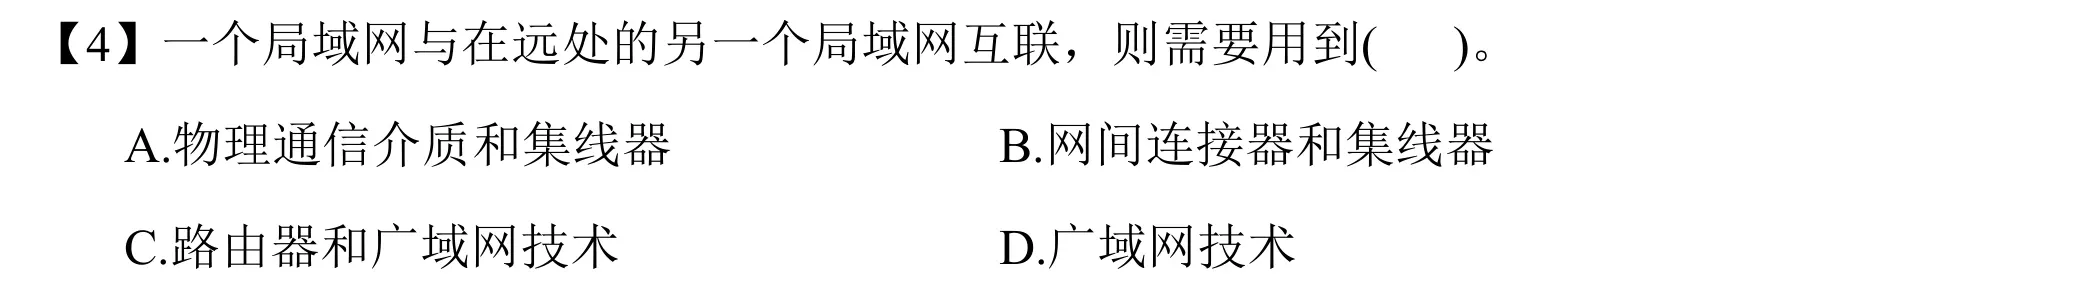 【4】一个局域网与在远处的另一个局域网互联，则需要用到(    )。
A.物理通信介质和集线器 B.网间连接器和集线器
C.路由器和广域网技术 D.广域网技术